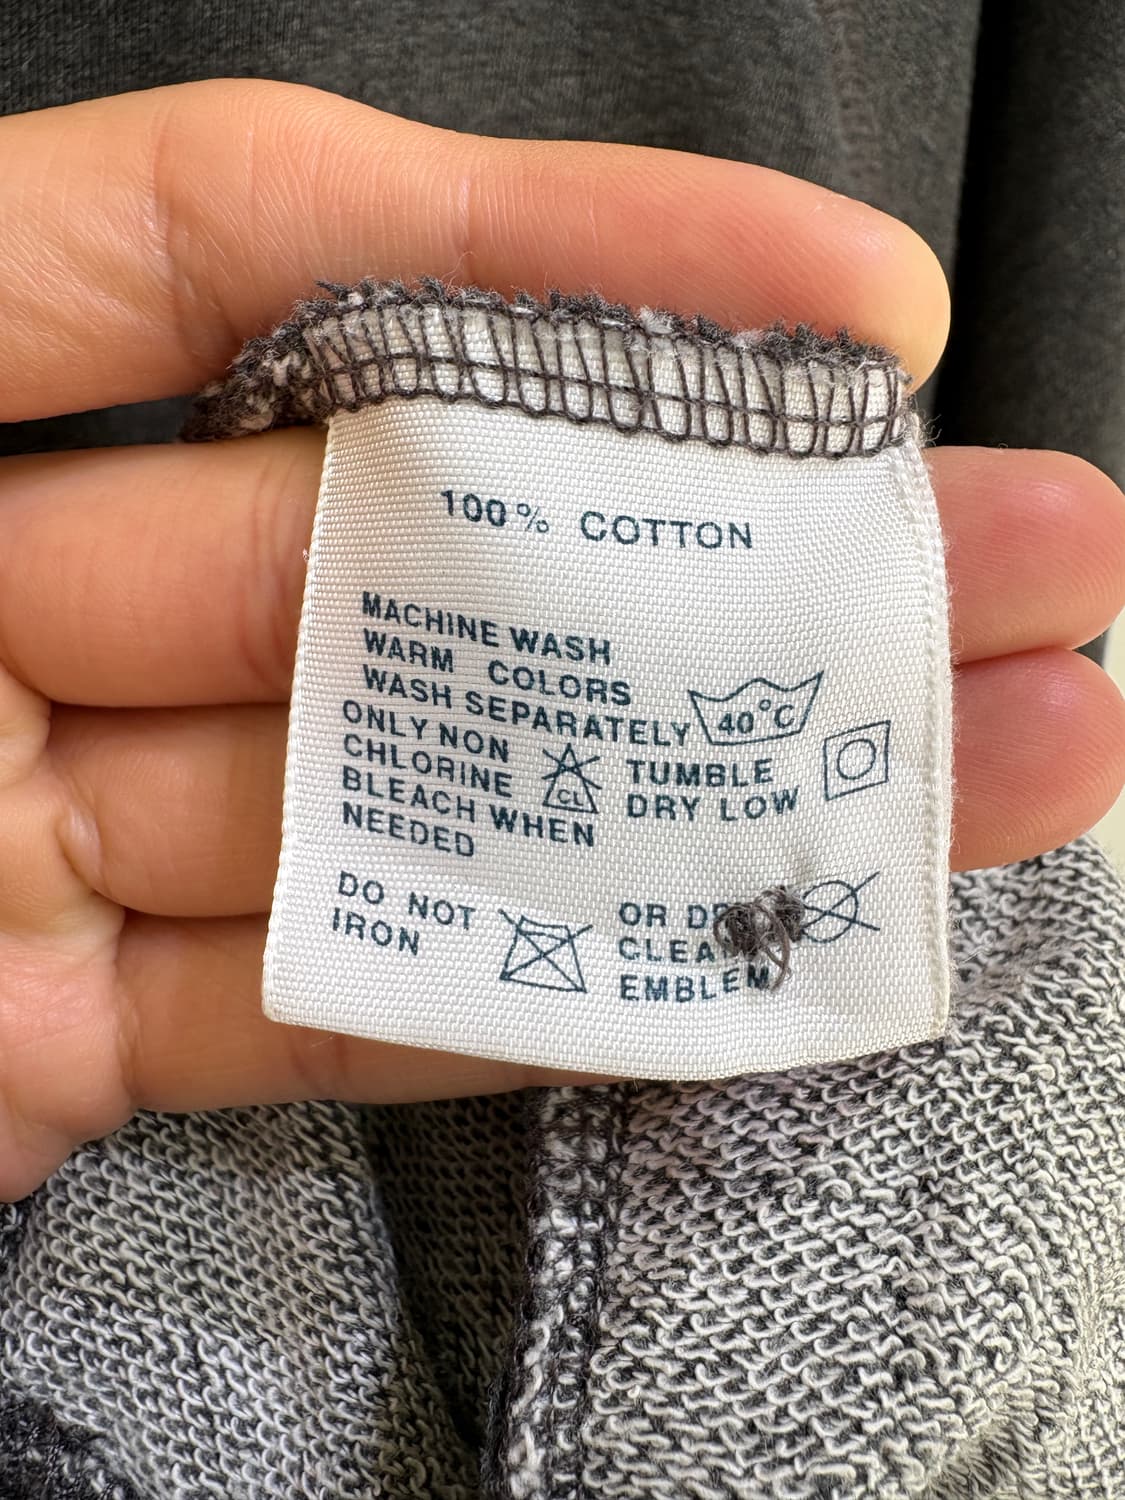 100% COTTON
MACHINE WASH
WARM COLORS
WASH SEPARATELY
40°C
ONLY NON
CHLORINE
BLEACH WHEN
NEEDED
CL
TUMBLE
DRY LOW
DO NOT
IRON
OR
EMBLEM